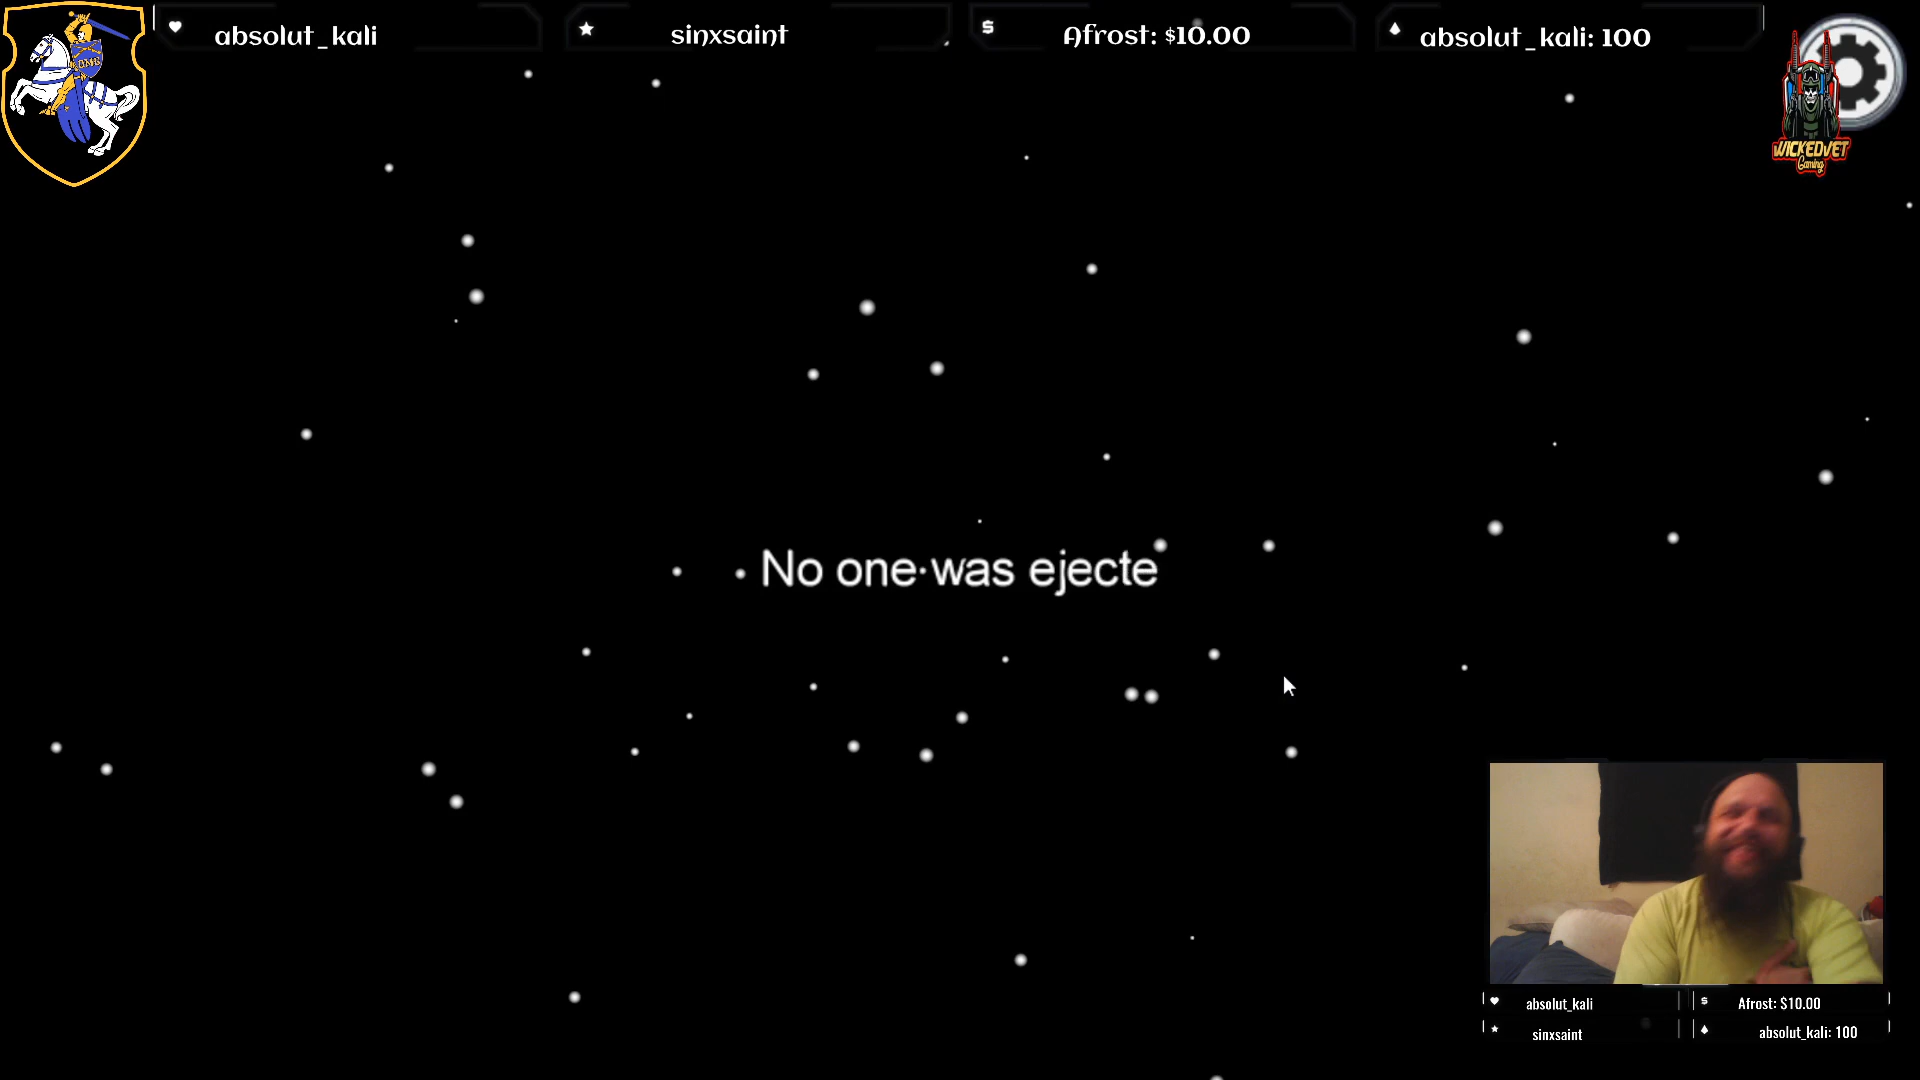 absolut_kali
sinxsaint
Afrost: $10.00
absolut_kali: 100
WICKEDVET
Gaming
No one was ejecte
absolut_kali
Afrost: $10.00
sinxsaint
absolut_kali: 100